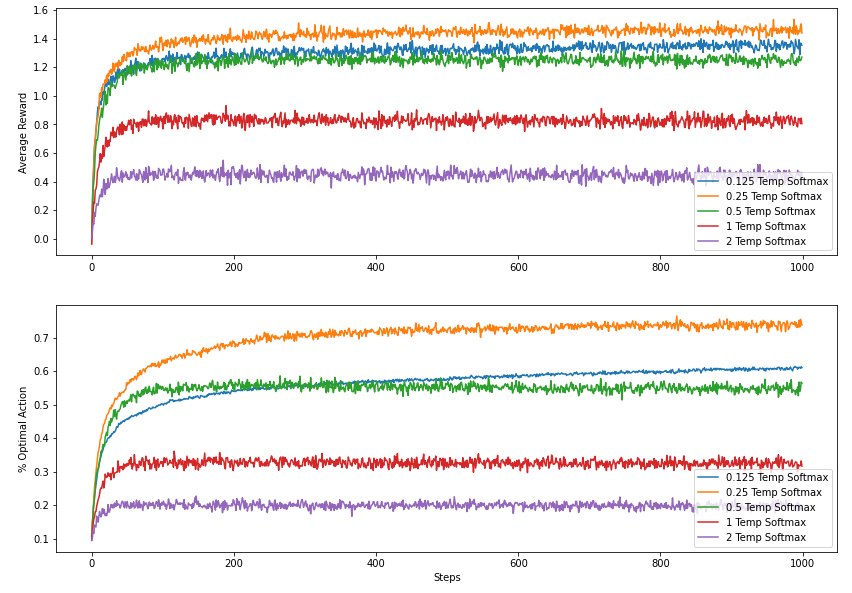 1.6
1.4
1.2
1.0
0.8
0.6
0.4
0.2
0.0
Average Reward
0.125 Temp Softmax
0.25 Temp Softmax
0.5 Temp Softmax
1 Temp Softmax
2 Temp Softmax
0 200 400 600 800 1000
0.7
0.6
0.5
0.4
0.3
0.2
0.1
% Optimal Action
0.125 Temp Softmax
0.25 Temp Softmax
0.5 Temp Softmax
1 Temp Softmax
2 Temp Softmax
0 200 400 600 800 1000
Steps